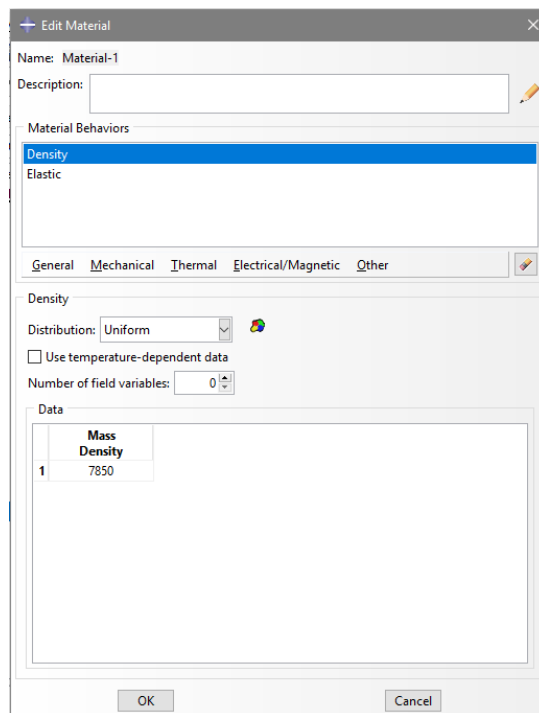 Edit Material
Name: Material-1
Description:
Material Behaviors
Density
Elastic
General Mechanical Thermal Electrical/Magnetic Other
Density
Distribution: Uniform
Use temperature-dependent data
Number of field variables: 0
Data
Mass
Density
1 7850
OK Cancel